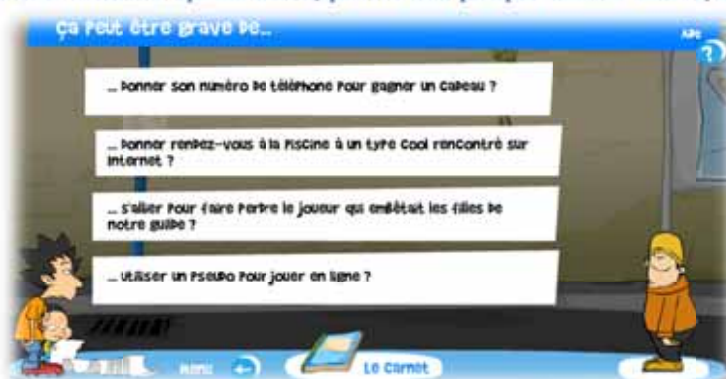 Ça peut être grave de...
Aide
?
... donner son numéro de téléphone pour gagner un cadeau ?
... donner rendez-vous à la piscine à un type cool rencontré sur
internet ?
... s'allier pour faire perdre le joueur qui embêtait les filles de
notre guilde ?
... utiliser un pseudo pour jouer en ligne ?
Menu
Le carnet